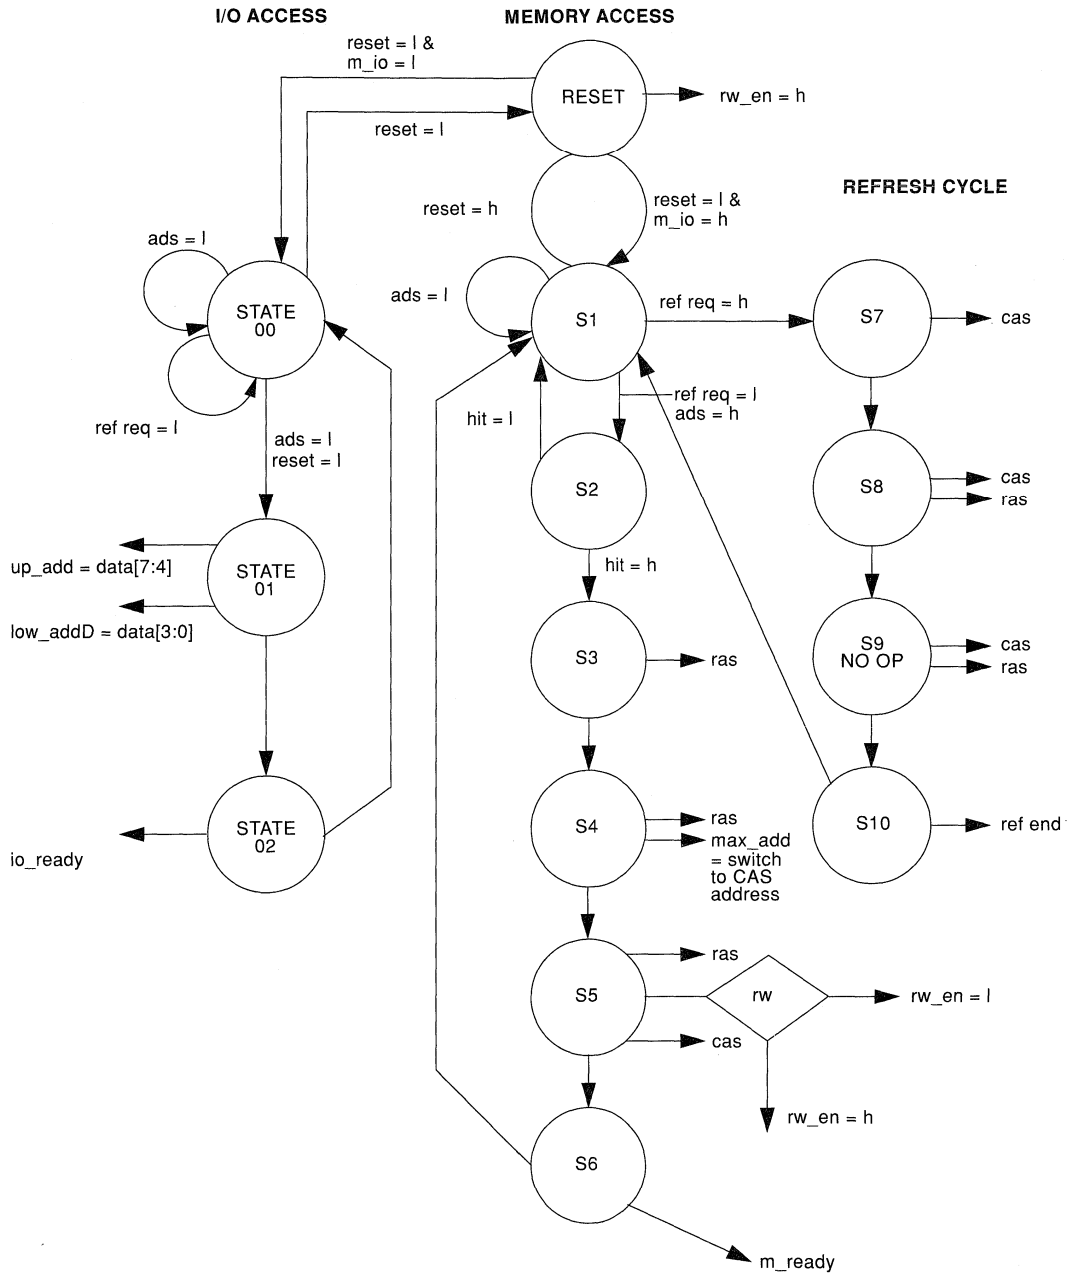 I/O ACCESS
MEMORY ACCESS
reset = l &
m_io = l
RESET
rw_en = h
reset = l
REFRESH CYCLE
reset = h
reset = l &
m_io = h
ads = l
ads = l
STATE
00
S1
ref req = h
S7
cas
ref req = l
hit = l
ref req = l
ads = h
ads = l
reset = l
S2
S8
cas
ras
up_add = data[7:4]
STATE
01
hit = h
low_addD = data[3:0]
S3
ras
S9
NO OP
cas
ras
STATE
02
io_ready
S4
ras
max_add
= switch
to CAS
address
S10
ref end
S5
ras
rw
rw_en = l
cas
rw_en = h
S6
m_ready